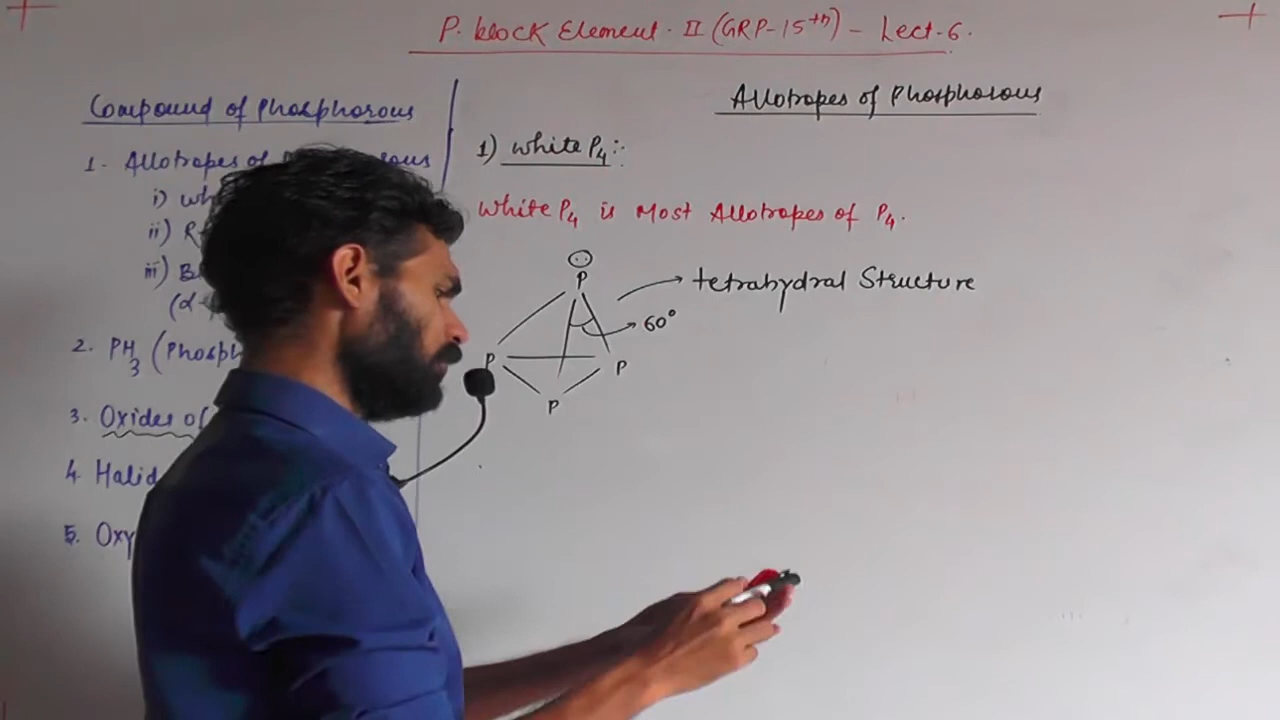 P. block Element. II (GRP-15th) - Lect-6.
Compound of Phosphorous
1. Allotropes of
i) wh
ii) R
iii) B
(α
2. PH3 (Phosph
3. Oxides of
4. Halid
5. Oxy
Allotropes of Phosphorous
1) white P4:-
white P4 is Most Allotropes of P4.
P
tetrahydral Structure
60°
P
P
P